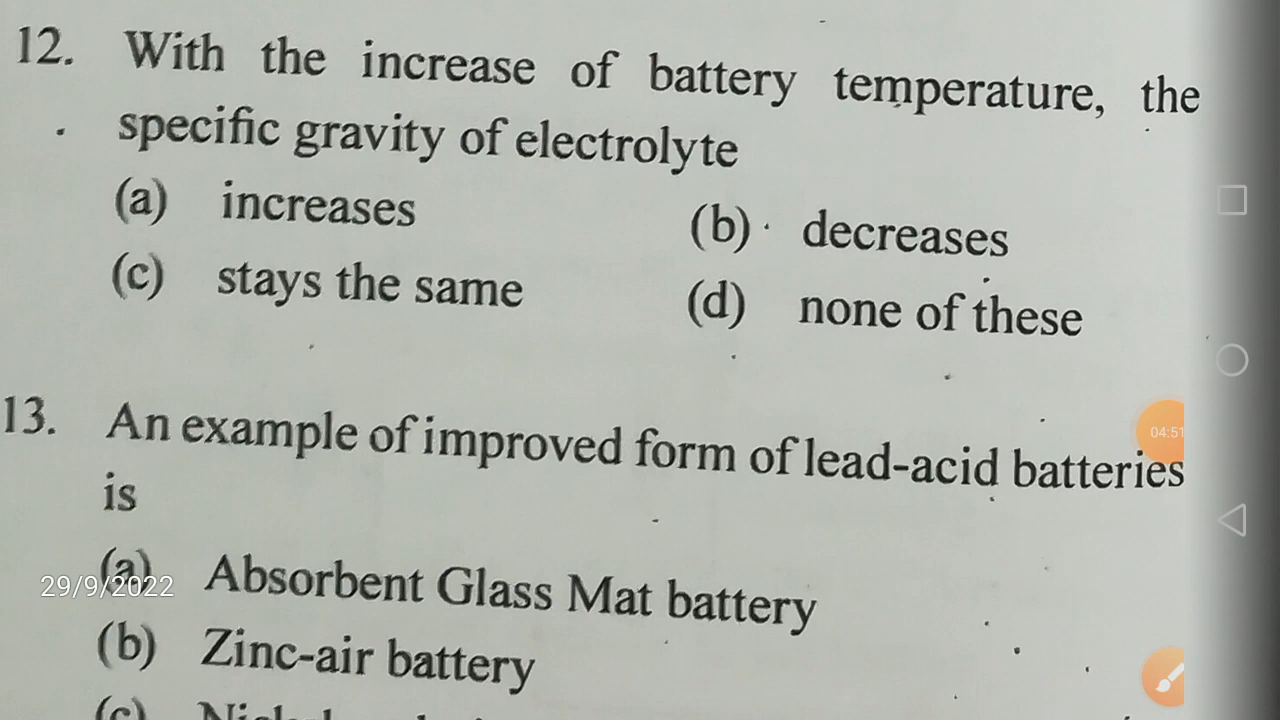 12. With the increase of battery temperature, the
specific gravity of electrolyte
(a) increases
(b) decreases
(c) stays the same
(d) none of these
13. An example of improved form of lead-acid batteries
is
04:51
(a) Absorbent Glass Mat battery
29/9/2022
(b) Zinc-air battery
(c)